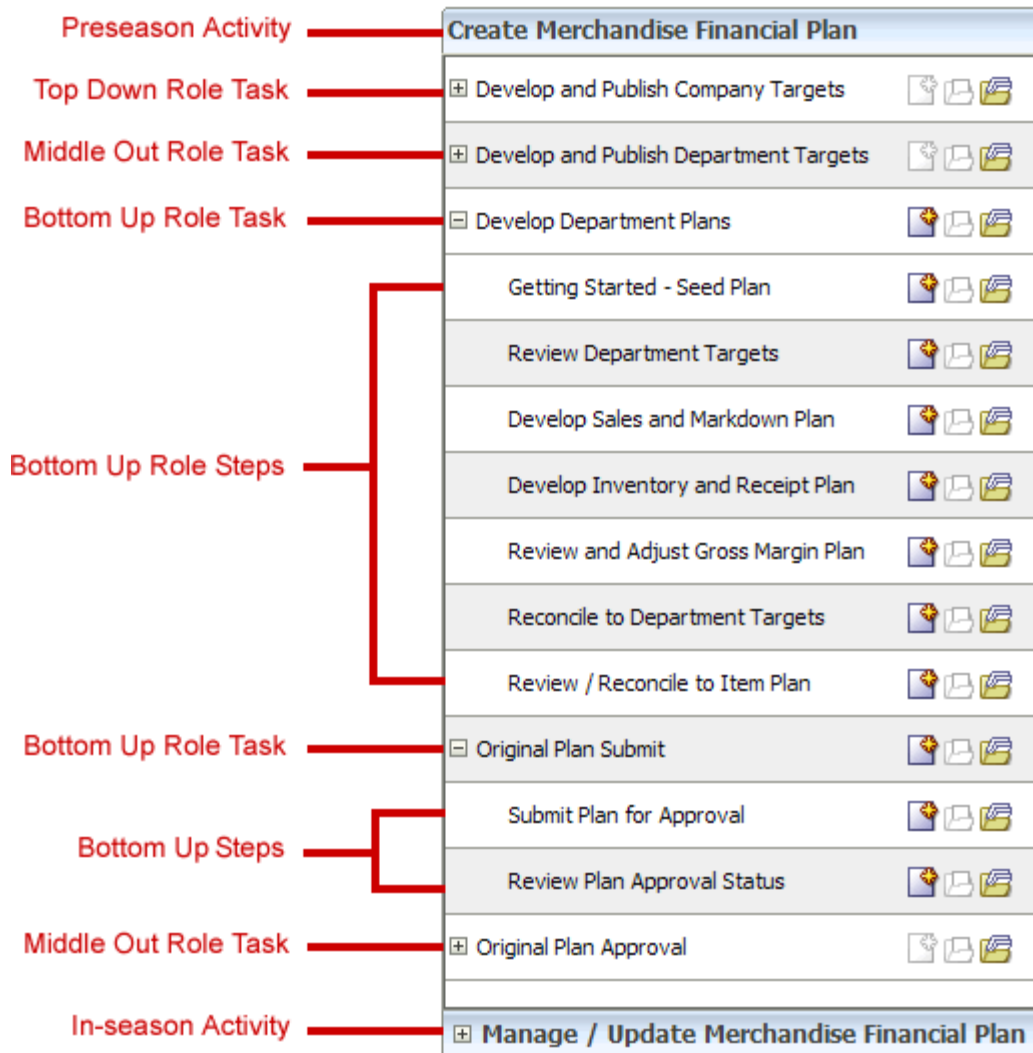 Preseason Activity Create Merchandise Financial Plan
Top Down Role Task Develop and Publish Company Targets
Middle Out Role Task Develop and Publish Department Targets
Bottom Up Role Task Develop Department Plans
Getting Started - Seed Plan
Review Department Targets
Develop Sales and Markdown Plan
Bottom Up Role Steps Develop Inventory and Receipt Plan
Review and Adjust Gross Margin Plan
Reconcile to Department Targets
Review / Reconcile to Item Plan
Bottom Up Role Task Original Plan Submit
Submit Plan for Approval
Bottom Up Steps
Review Plan Approval Status
Middle Out Role Task Original Plan Approval
In-season Activity Manage / Update Merchandise Financial Plan